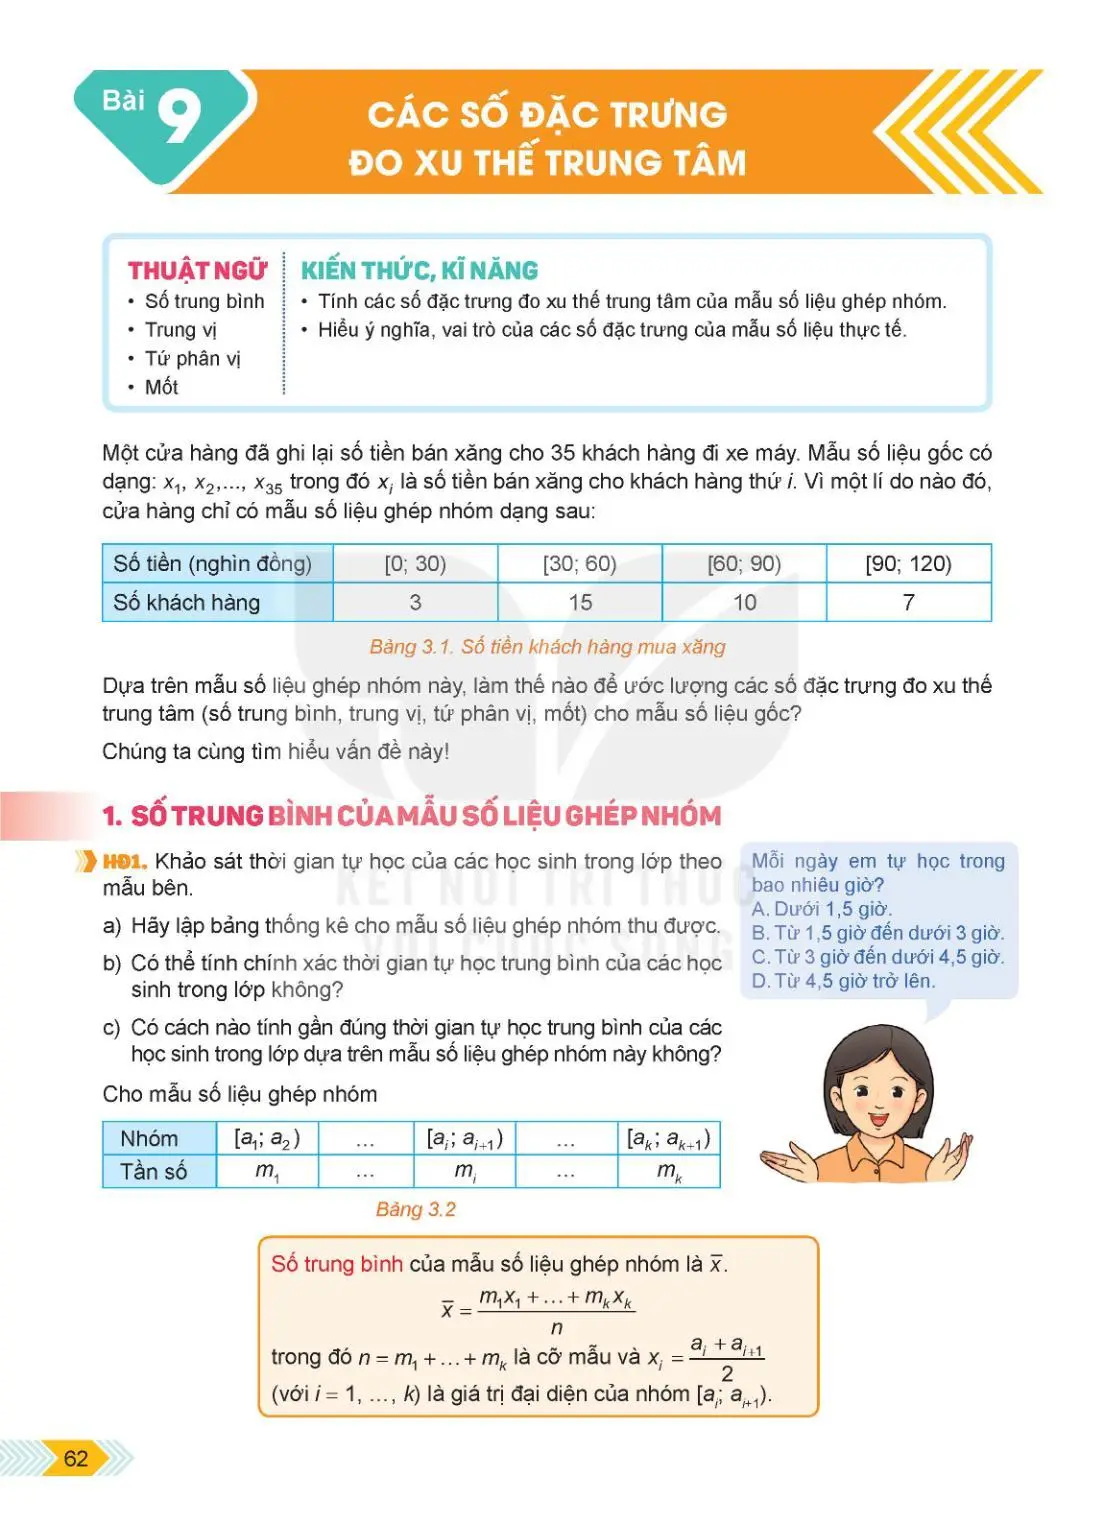 Bài 9
CÁC SỐ ĐẶC TRƯNG
ĐO XU THẾ TRUNG TÂM
THUẬT NGỮ
• Số trung bình
• Trung vị
• Tứ phân vị
• Mốt
KIẾN THỨC, KĨ NĂNG
• Tính các số đặc trưng đo xu thế trung tâm của mẫu số liệu ghép nhóm.
• Hiểu ý nghĩa, vai trò của các số đặc trưng của mẫu số liệu thực tế.
Một cửa hàng đã ghi lại số tiền bán xăng cho 35 khách hàng đi xe máy. Mẫu số liệu gốc có
dạng: x₁, x₂,..., x₃₅ trong đó xᵢ là số tiền bán xăng cho khách hàng thứ i. Vì một lí do nào đó,
cửa hàng chỉ có mẫu số liệu ghép nhóm dạng sau:
Số tiền (nghìn đồng) [0; 30) [30; 60) [60; 90) [90; 120)
Số khách hàng 3 15 10 7
Bảng 3.1. Số tiền khách hàng mua xăng
Dựa trên mẫu số liệu ghép nhóm này, làm thế nào để ước lượng các số đặc trưng đo xu thế
trung tâm (số trung bình, trung vị, tứ phân vị, mốt) cho mẫu số liệu gốc?
Chúng ta cùng tìm hiểu vấn đề này!
1. SỐ TRUNG BÌNH CỦA MẪU SỐ LIỆU GHÉP NHÓM
HĐ1. Khảo sát thời gian tự học của các học sinh trong lớp theo
mẫu bên.
a) Hãy lập bảng thống kê cho mẫu số liệu ghép nhóm thu được.
b) Có thể tính chính xác thời gian tự học trung bình của các học
sinh trong lớp không?
c) Có cách nào tính gần đúng thời gian tự học trung bình của các
học sinh trong lớp dựa trên mẫu số liệu ghép nhóm này không?
Mỗi ngày em tự học trong
bao nhiêu giờ?
A. Dưới 1,5 giờ.
B. Từ 1,5 giờ đến dưới 3 giờ.
C. Từ 3 giờ đến dưới 4,5 giờ.
D. Từ 4,5 giờ trở lên.
KẾT NỐI TRI THỨC
VỚI CUỘC SỐNG
Cho mẫu số liệu ghép nhóm
Nhóm [a₁; a₂) ... [aᵢ; aᵢ₊₁) ... [aₖ; aₖ₊₁)
Tần số m₁ ... mᵢ ... mₖ
Bảng 3.2
Số trung bình của mẫu số liệu ghép nhóm là x̄.
x̄ = (m₁x₁ + ... + mₖxₖ) / n
trong đó n = m₁ + ... + mₖ là cỡ mẫu và xᵢ = (aᵢ + aᵢ₊₁) / 2
(với i = 1, ..., k) là giá trị đại diện của nhóm [aᵢ; aᵢ₊₁).
62